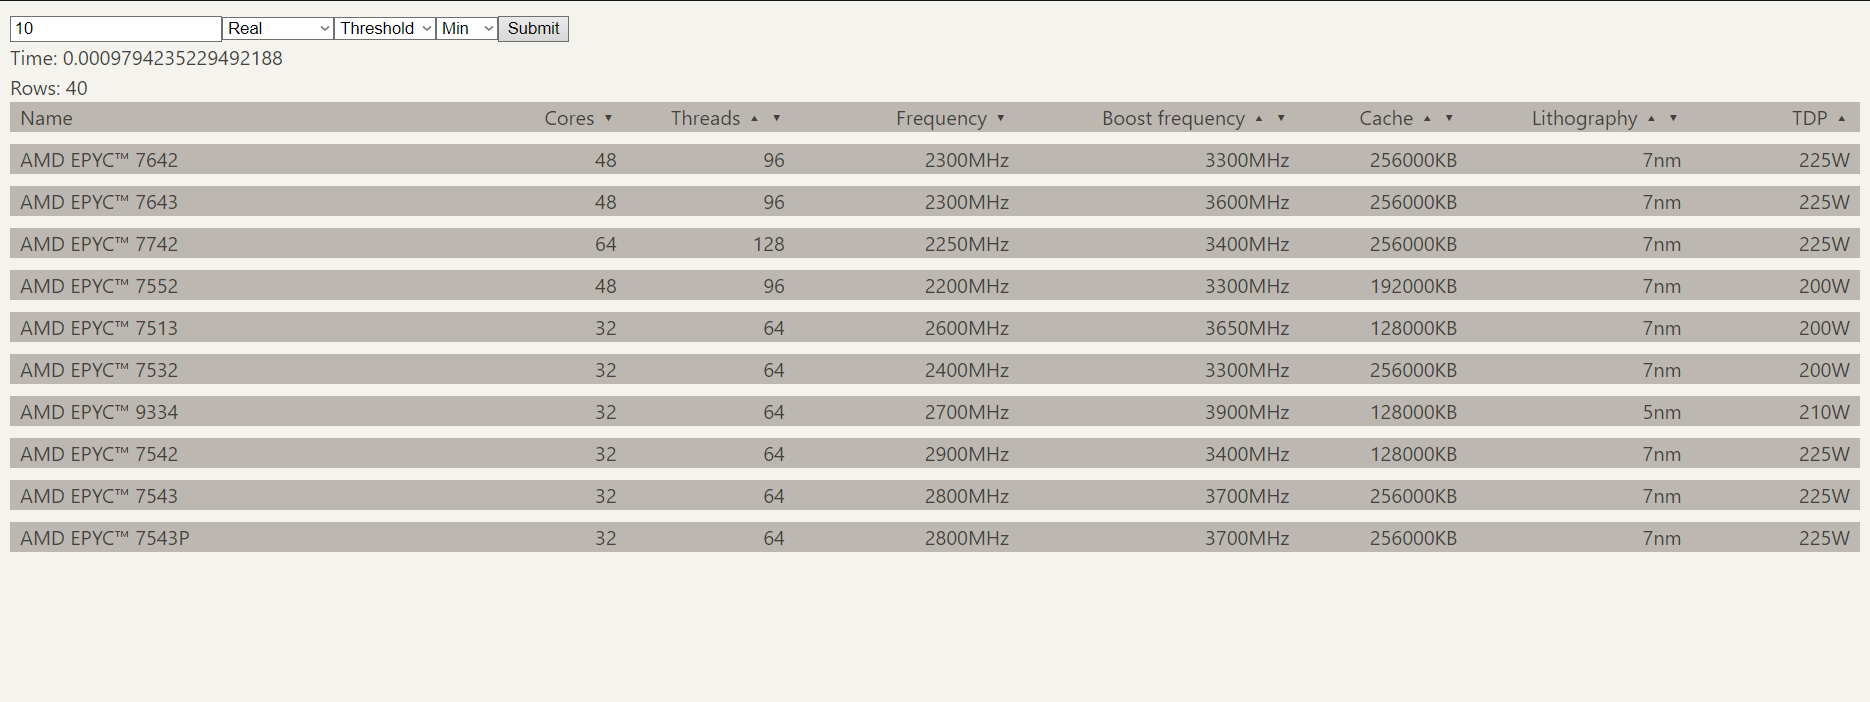 10 Real Threshold Min Submit
Time: 0.0009794235229492188
Rows: 40
Name Cores ▼ Threads ▲ ▼ Frequency ▼ Boost frequency ▲ ▼ Cache ▲ ▼ Lithography ▲ ▼ TDP ▲
AMD EPYC™ 7642 48 96 2300MHz 3300MHz 256000KB 7nm 225W
AMD EPYC™ 7643 48 96 2300MHz 3600MHz 256000KB 7nm 225W
AMD EPYC™ 7742 64 128 2250MHz 3400MHz 256000KB 7nm 225W
AMD EPYC™ 7552 48 96 2200MHz 3300MHz 192000KB 7nm 200W
AMD EPYC™ 7513 32 64 2600MHz 3650MHz 128000KB 7nm 200W
AMD EPYC™ 7532 32 64 2400MHz 3300MHz 256000KB 7nm 200W
AMD EPYC™ 9334 32 64 2700MHz 3900MHz 128000KB 5nm 210W
AMD EPYC™ 7542 32 64 2900MHz 3400MHz 128000KB 7nm 225W
AMD EPYC™ 7543 32 64 2800MHz 3700MHz 256000KB 7nm 225W
AMD EPYC™ 7543P 32 64 2800MHz 3700MHz 256000KB 7nm 225W